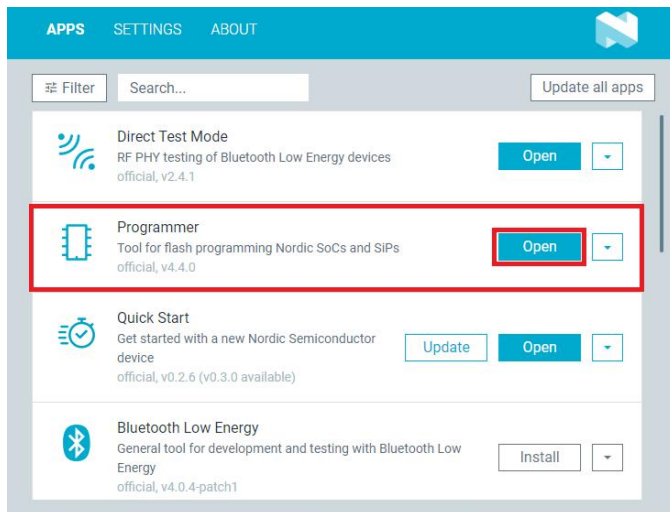 APPS SETTINGS ABOUT
Filter Search... Update all apps
Direct Test Mode
RF PHY testing of Bluetooth Low Energy devices
official, v2.4.1
Open
Programmer
Tool for flash programming Nordic SoCs and SiPs
official, v4.4.0
Open
Quick Start
Get started with a new Nordic Semiconductor
device
official, v0.2.6 (v0.3.0 available)
Update Open
Bluetooth Low Energy
General tool for development and testing with Bluetooth Low
Energy
official, v4.0.4-patch1
Install